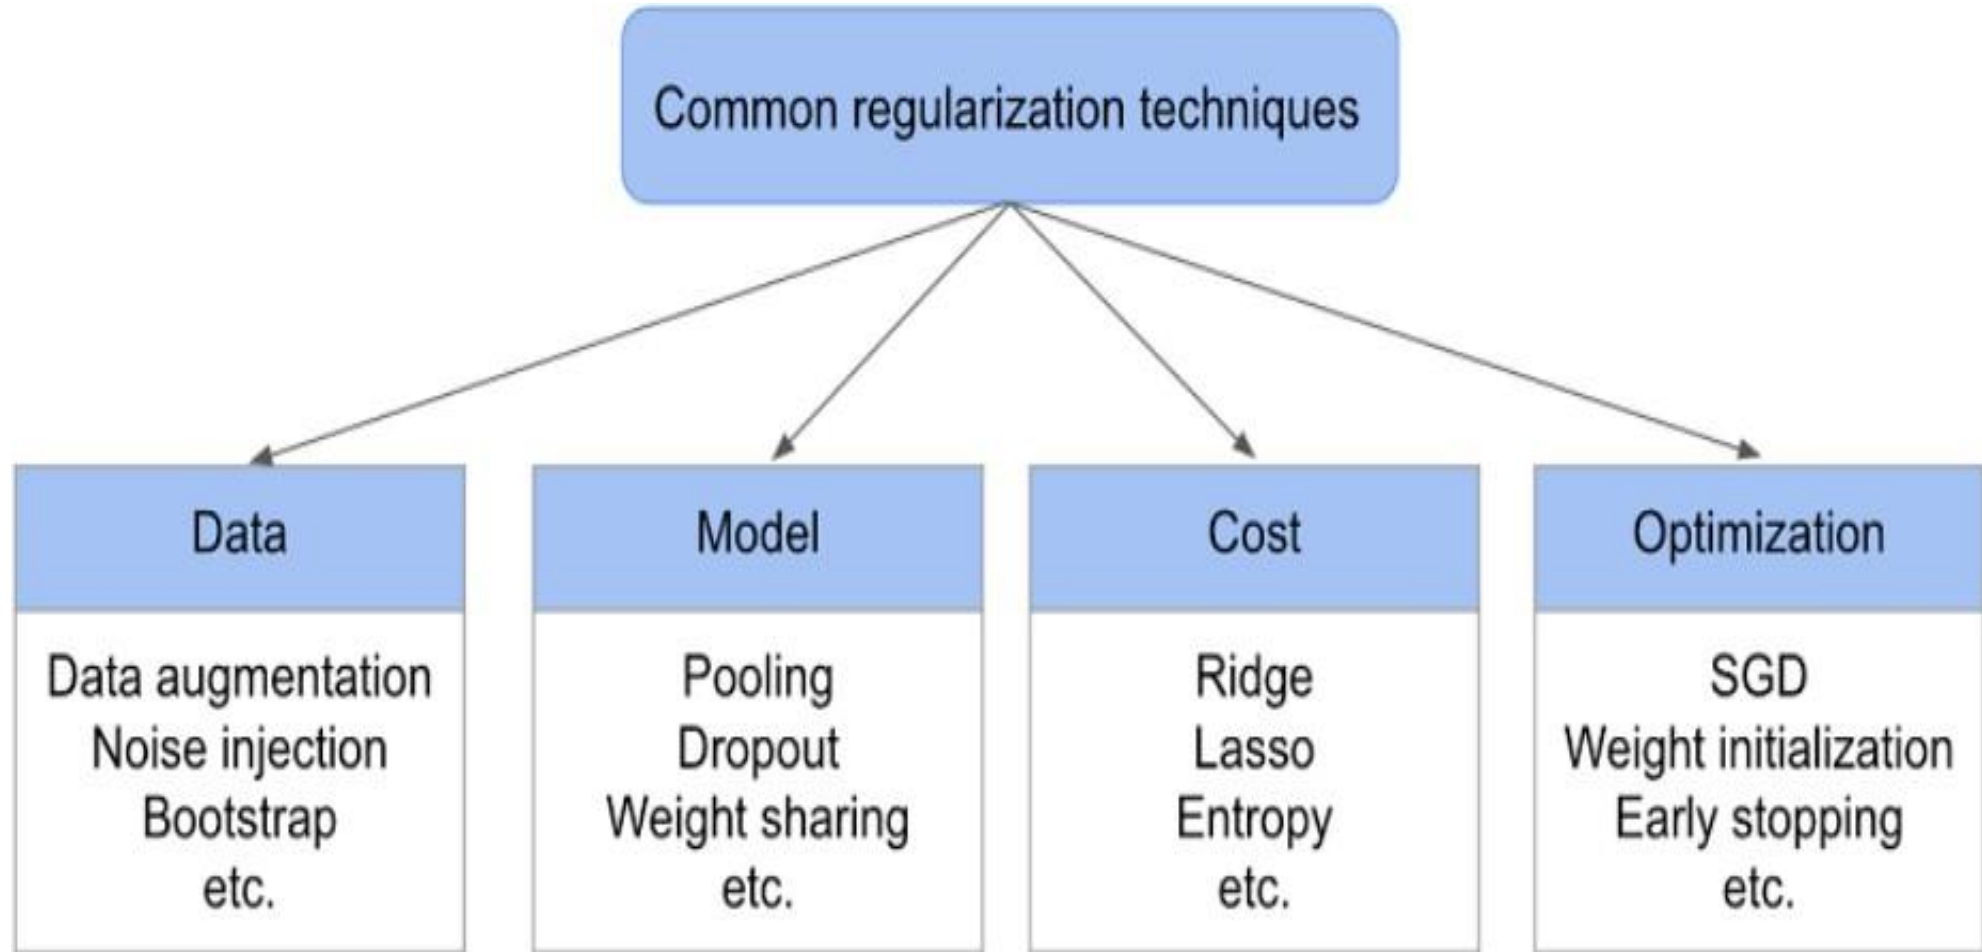 Common regularization techniques
Data
Data augmentation
Noise injection
Bootstrap
etc.
Model
Pooling
Dropout
Weight sharing
etc.
Cost
Ridge
Lasso
Entropy
etc.
Optimization
SGD
Weight initialization
Early stopping
etc.